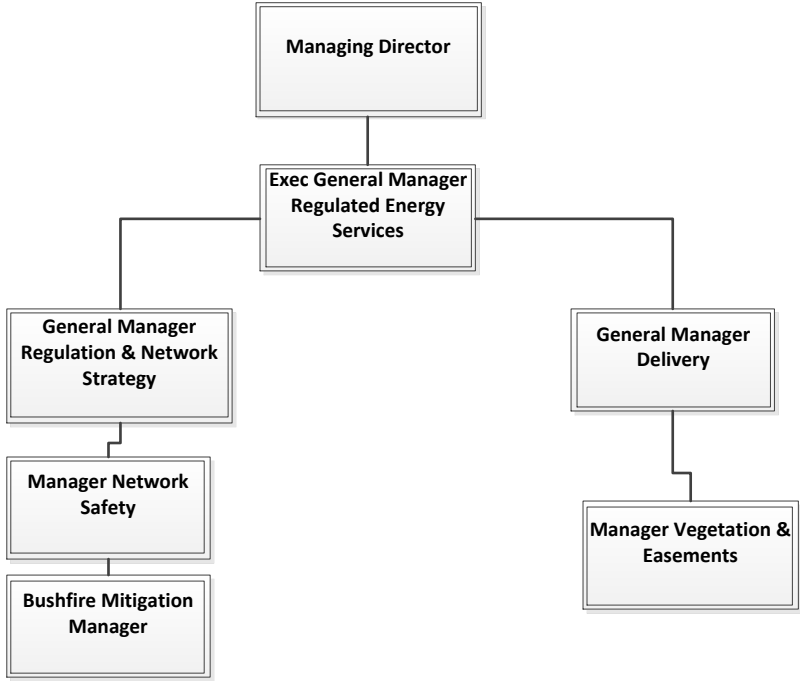 Managing Director
Exec General Manager
Regulated Energy
Services
General Manager
Regulation & Network
Strategy
General Manager
Delivery
Manager Network
Safety
Manager Vegetation &
Easements
Bushfire Mitigation
Manager